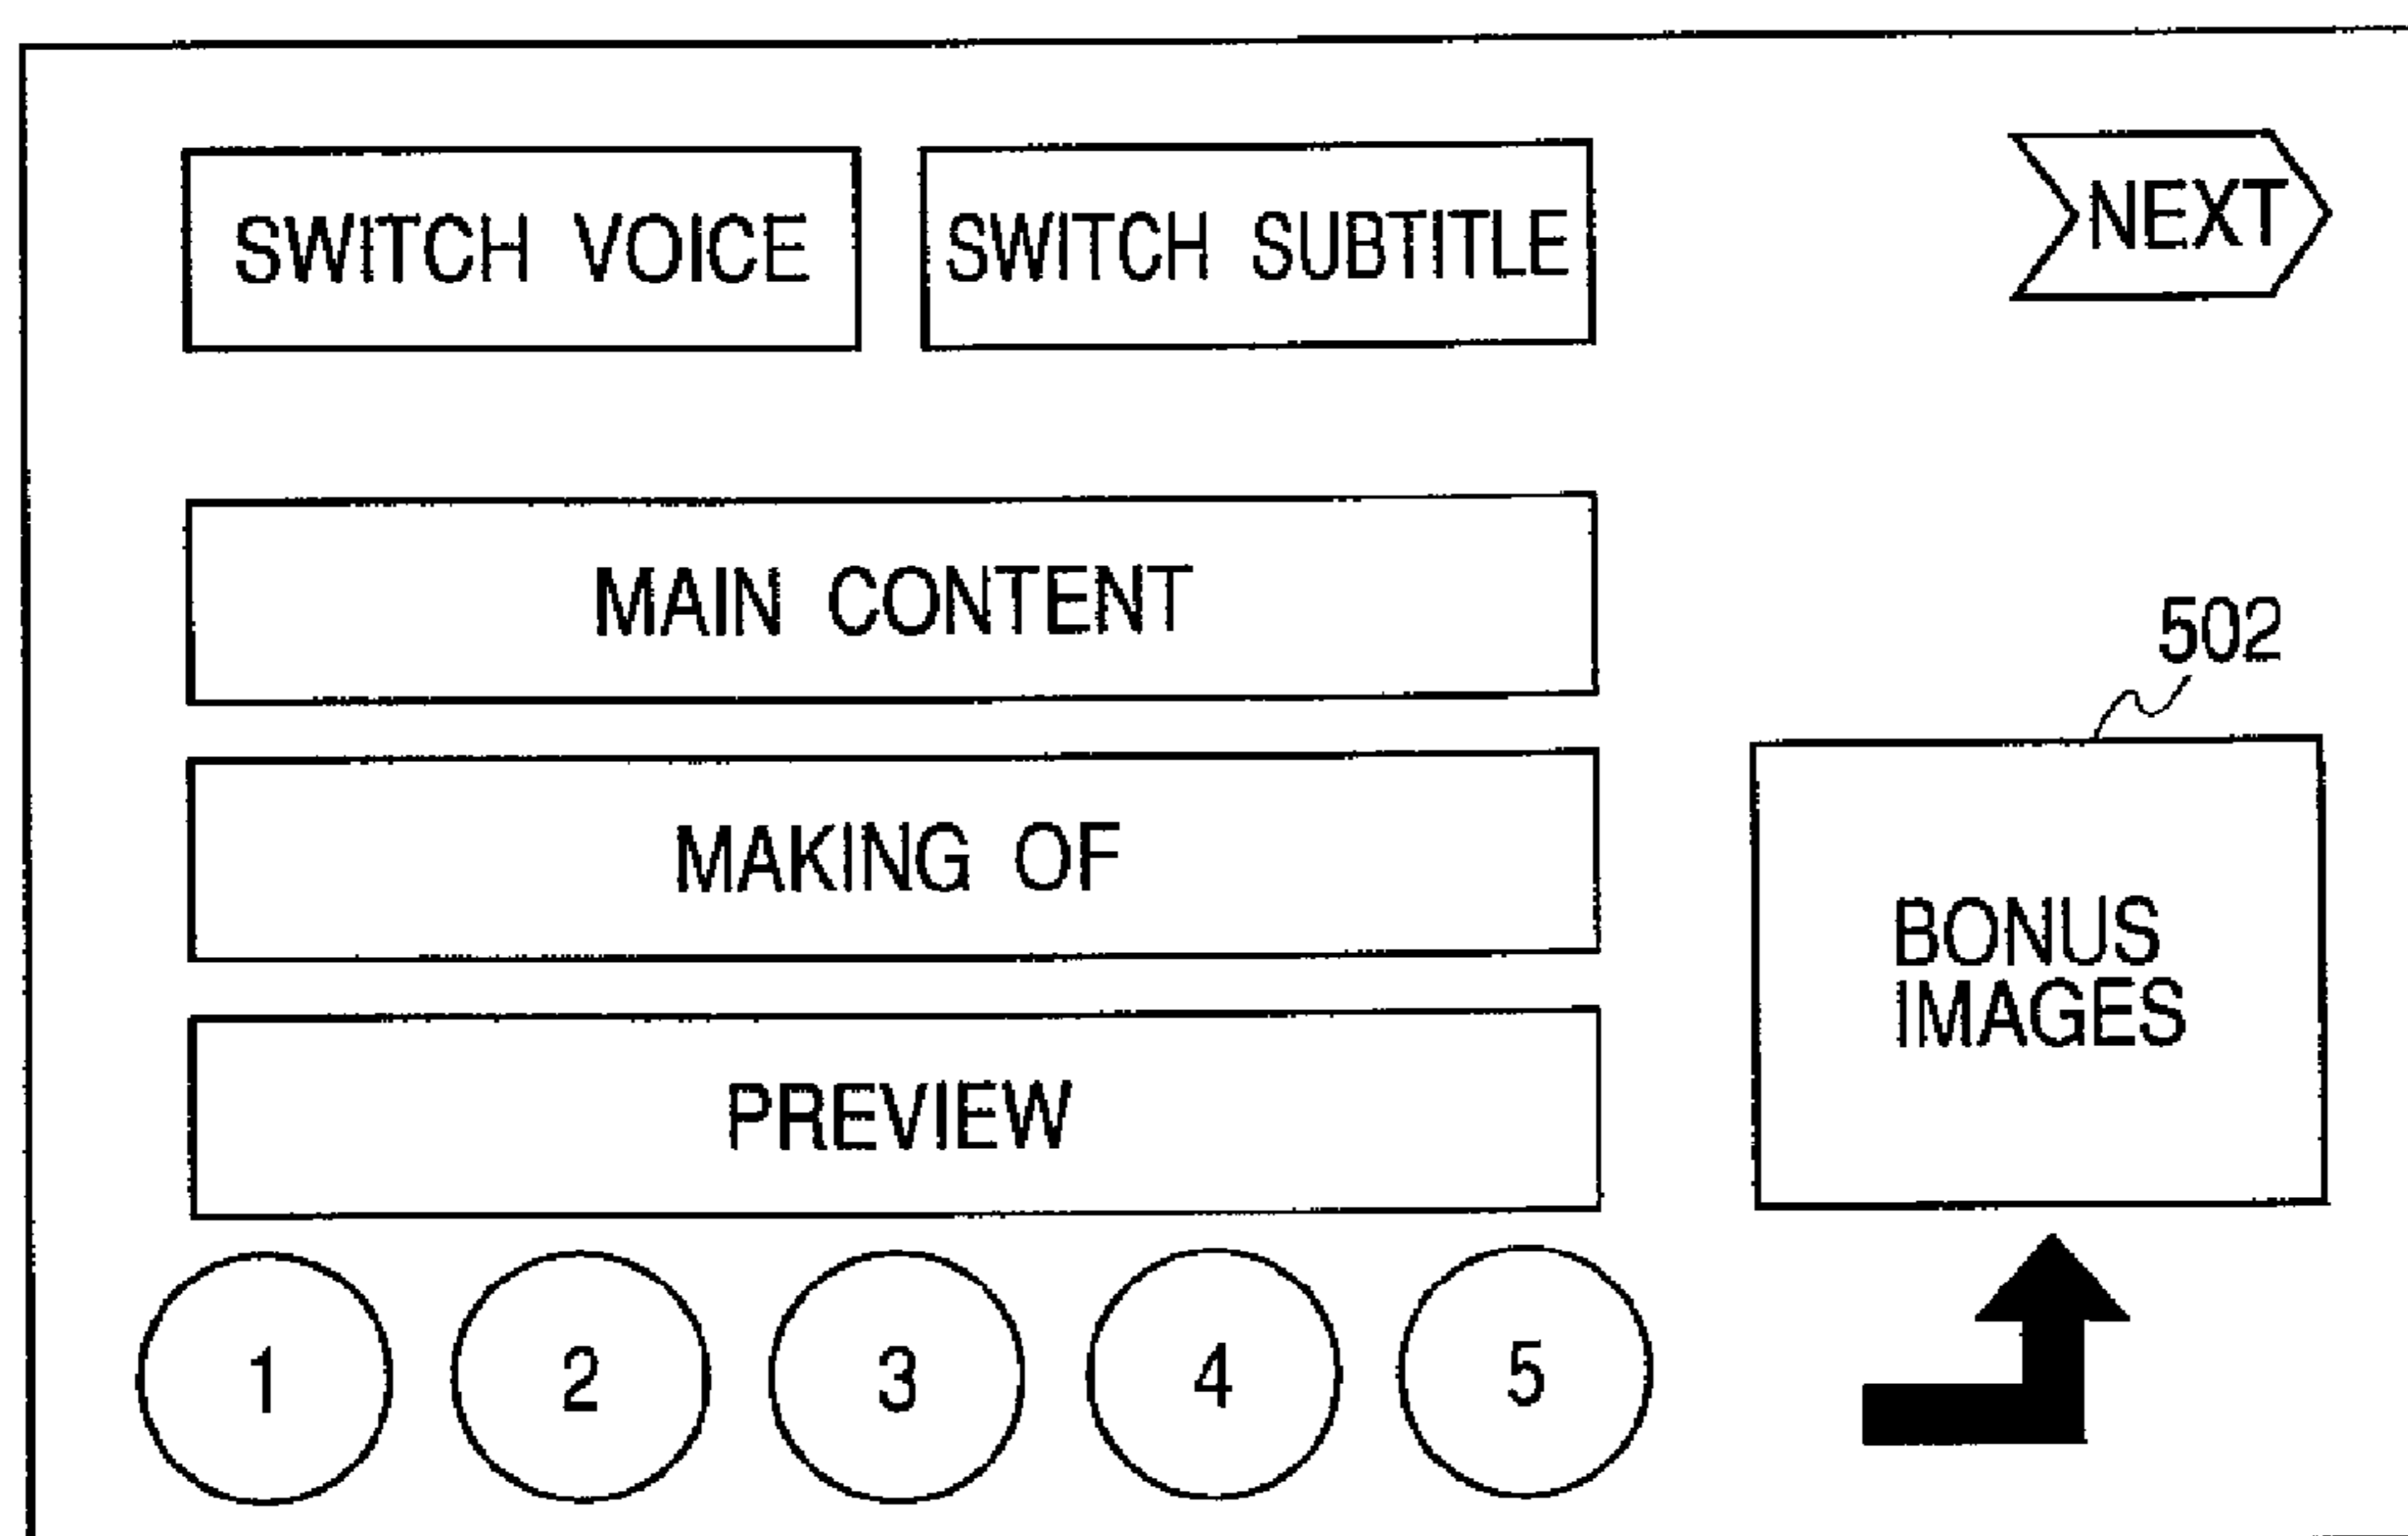 SWITCH VOICE
SWITCH SUBTITLE
NEXT
MAIN CONTENT
502
MAKING OF
BONUS
IMAGES
PREVIEW
1
2
3
4
5